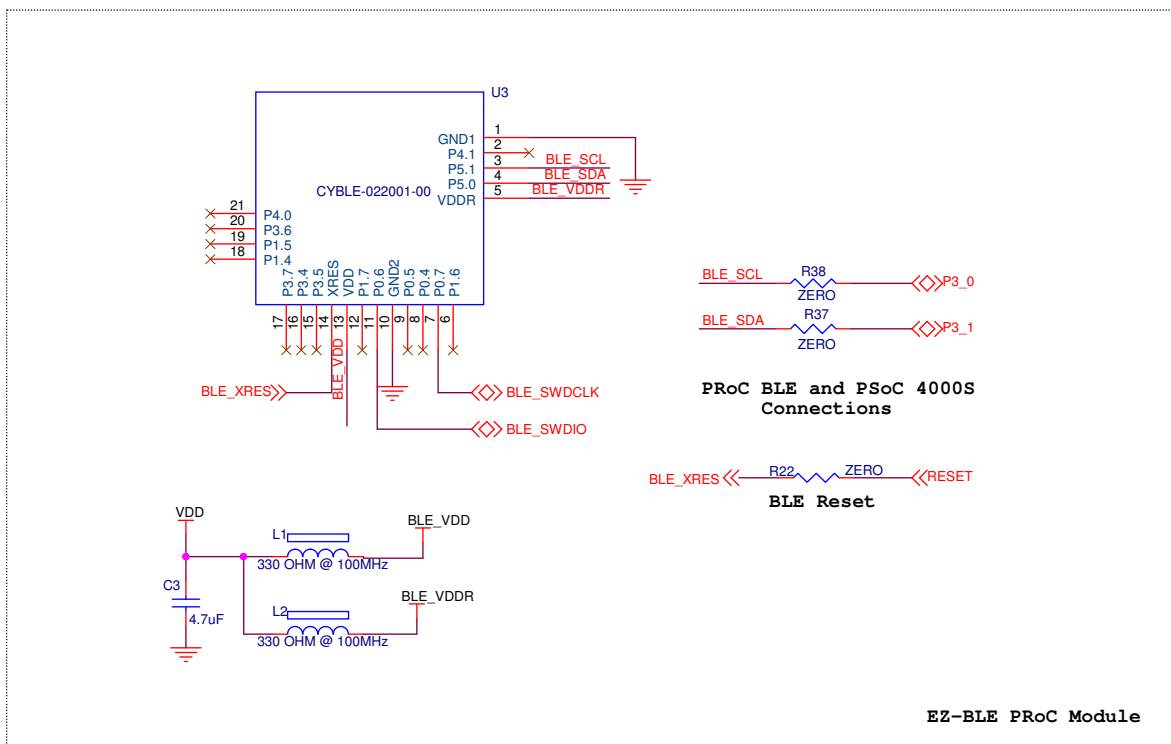 U3
1
GND1
2
P4.1
3
BLE_SCL
P5.1
4
BLE_SDA
P5.0
5
BLE_VDDR
VDDR
CYBLE-022001-00
21
P4.0
20
P3.6
19
P1.5
18
P1.4
P3.7
P3.4
P3.5
XRES
VDD
P1.7
P0.6
GND2
P0.5
P0.4
P0.7
P1.6
17
16
15
14
13
12
11
10
9
8
7
6
BLE_VDD
BLE_XRES
BLE_SWDCLK
BLE_SWDIO
BLE_SCL
R38
ZERO
P3_0
BLE_SDA
R37
ZERO
P3_1
PRoC BLE and PSoC 4000S
Connections
BLE_XRES
R22
ZERO
RESET
BLE Reset
VDD
L1
330 OHM @ 100MHz
BLE_VDD
C3
4.7uF
L2
330 OHM @ 100MHz
BLE_VDDR
EZ-BLE PRoC Module